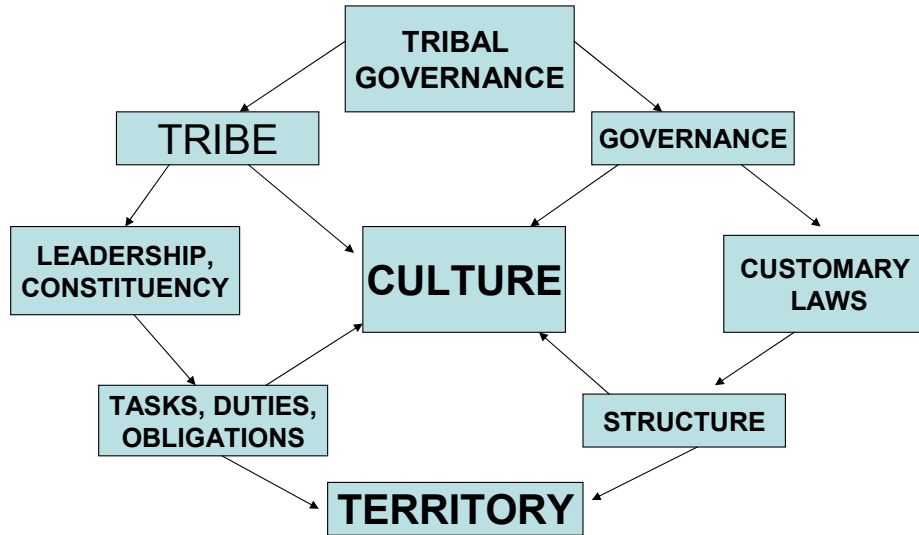 TRIBAL
GOVERNANCE
TRIBE
GOVERNANCE
LEADERSHIP,
CONSTITUENCY
CULTURE
CUSTOMARY
LAWS
TASKS, DUTIES,
OBLIGATIONS
STRUCTURE
TERRITORY